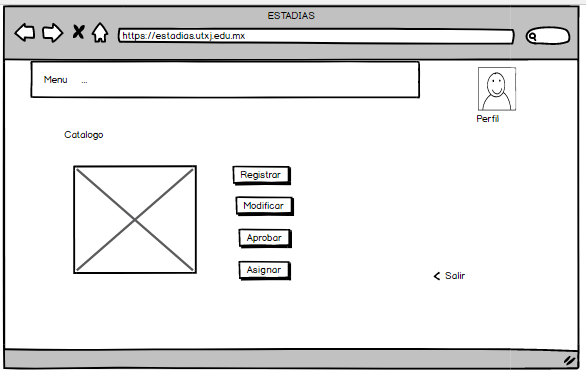 ESTADIAS
https://estadias.utxj.edu.mx
Menu ...
Perfil
Catalogo
Registrar
Modificar
Aprobar
Asignar
< Salir